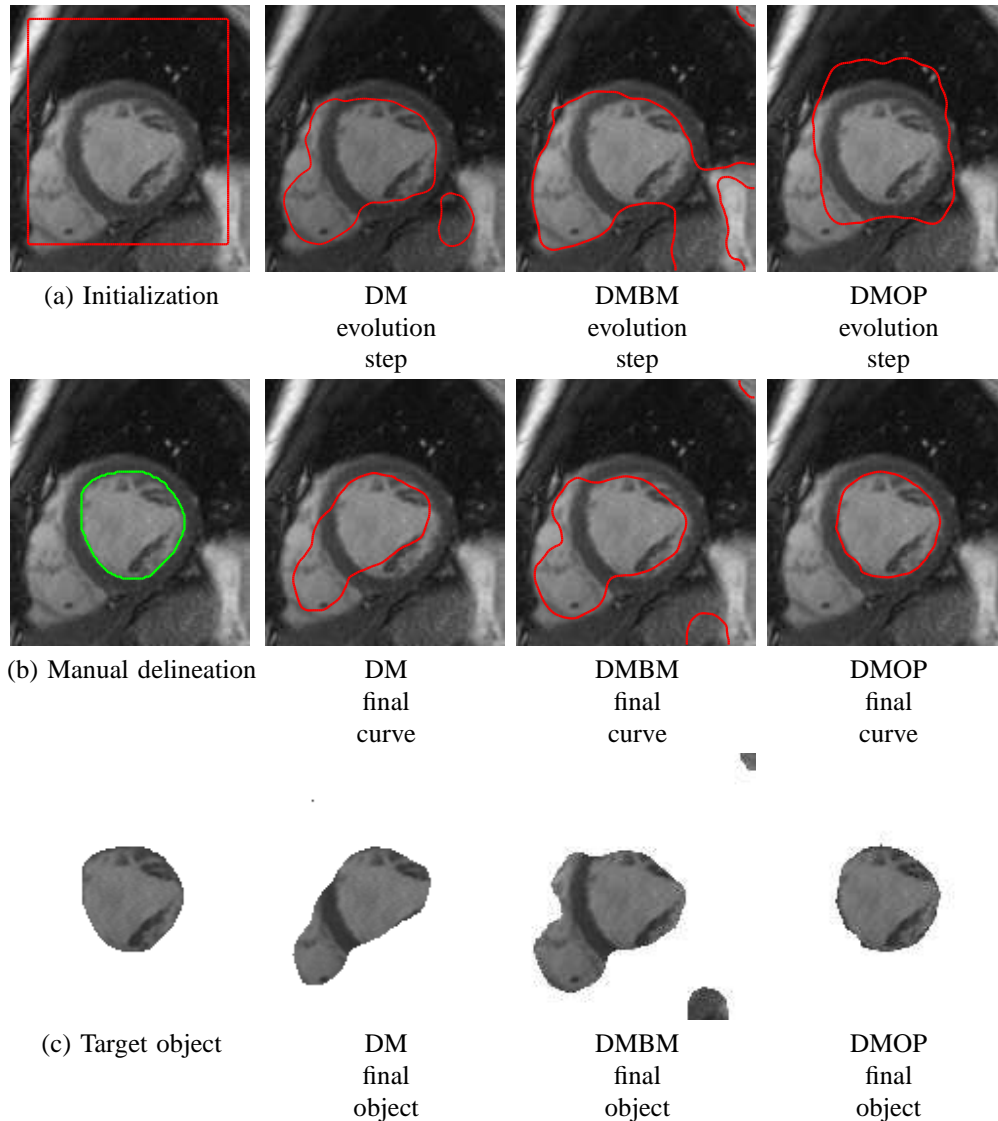 (a) Initialization
DM
evolution
step
DMBM
evolution
step
DMOP
evolution
step
(b) Manual delineation
DM
final
curve
DMBM
final
curve
DMOP
final
curve
(c) Target object
DM
final
object
DMBM
final
object
DMOP
final
object